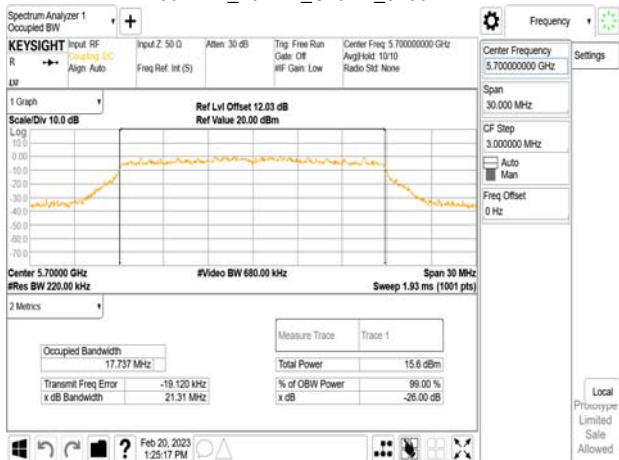 Spectrum Analyzer 1
Occupied BW
+
Frequency
KEYSIGHT
Input: RF
Coupling: DC
Align: Auto
Input Z: 50 Ω
Freq Ref: Int (S)
Atten: 30 dB
Trig: Free Run
Gate: Off
#IF Gain: Low
Center Freq: 5.700000000 GHz
Avg|Hold: 10/10
Radio Std: None
R
LVI
Center Frequency
5.700000000 GHz
Settings
Span
30.000 MHz
CF Step
3.000000 MHz
Auto
Man
Freq Offset
0 Hz
1 Graph
Scale/Div 10.0 dB
Ref Lvl Offset 12.03 dB
Ref Value 20.00 dBm
Log
10.0
0.00
-10.0
-20.0
-30.0
-40.0
-50.0
-60.0
-70.0
Center 5.70000 GHz
#Video BW 680.00 kHz
Span 30 MHz
#Res BW 220.00 kHz
Sweep 1.93 ms (1001 pts)
2 Metrics
Measure Trace
Trace 1
Occupied Bandwidth
17.737 MHz
Total Power
15.6 dBm
Transmit Freq Error
-19.120 kHz
% of OBW Power
99.00 %
x dB Bandwidth
21.31 MHz
x dB
-26.00 dB
Local
Prototype
Limited
Sale
Allowed
?
Feb 20, 2023
1:25:17 PM